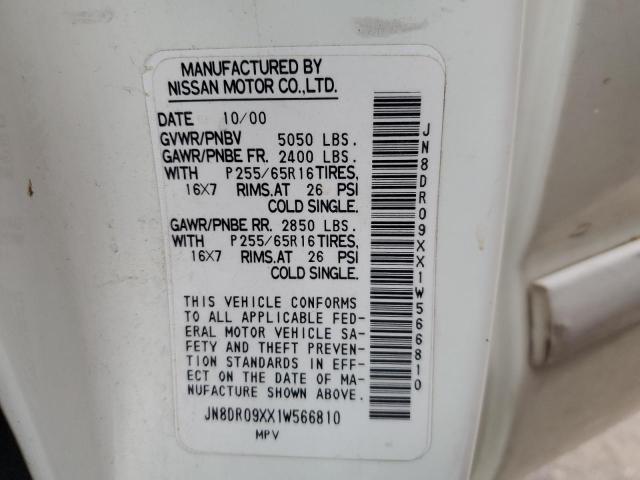 MANUFACTURED BY
NISSAN MOTOR CO.,LTD.
DATE 10/00
GVWR/PNBV 5050 LBS.
GAWR/PNBE FR. 2400 LBS.
WITH P255/65R16TIRES,
16X7 RIMS,AT 26 PSI
COLD SINGLE.
GAWR/PNBE RR. 2850 LBS.
WITH P255/65R16TIRES,
16X7 RIMS,AT 26 PSI
COLD SINGLE.
THIS VEHICLE CONFORMS
TO ALL APPLICABLE FED-
ERAL MOTOR VEHICLE SA-
FETY AND THEFT PREVEN-
TION STANDARDS IN EFF-
ECT ON THE DATE OF MA-
NUFACTURE SHOWN ABOVE.
JN8DR09XX1W566810
MPV
JN8DR09XX1W566810